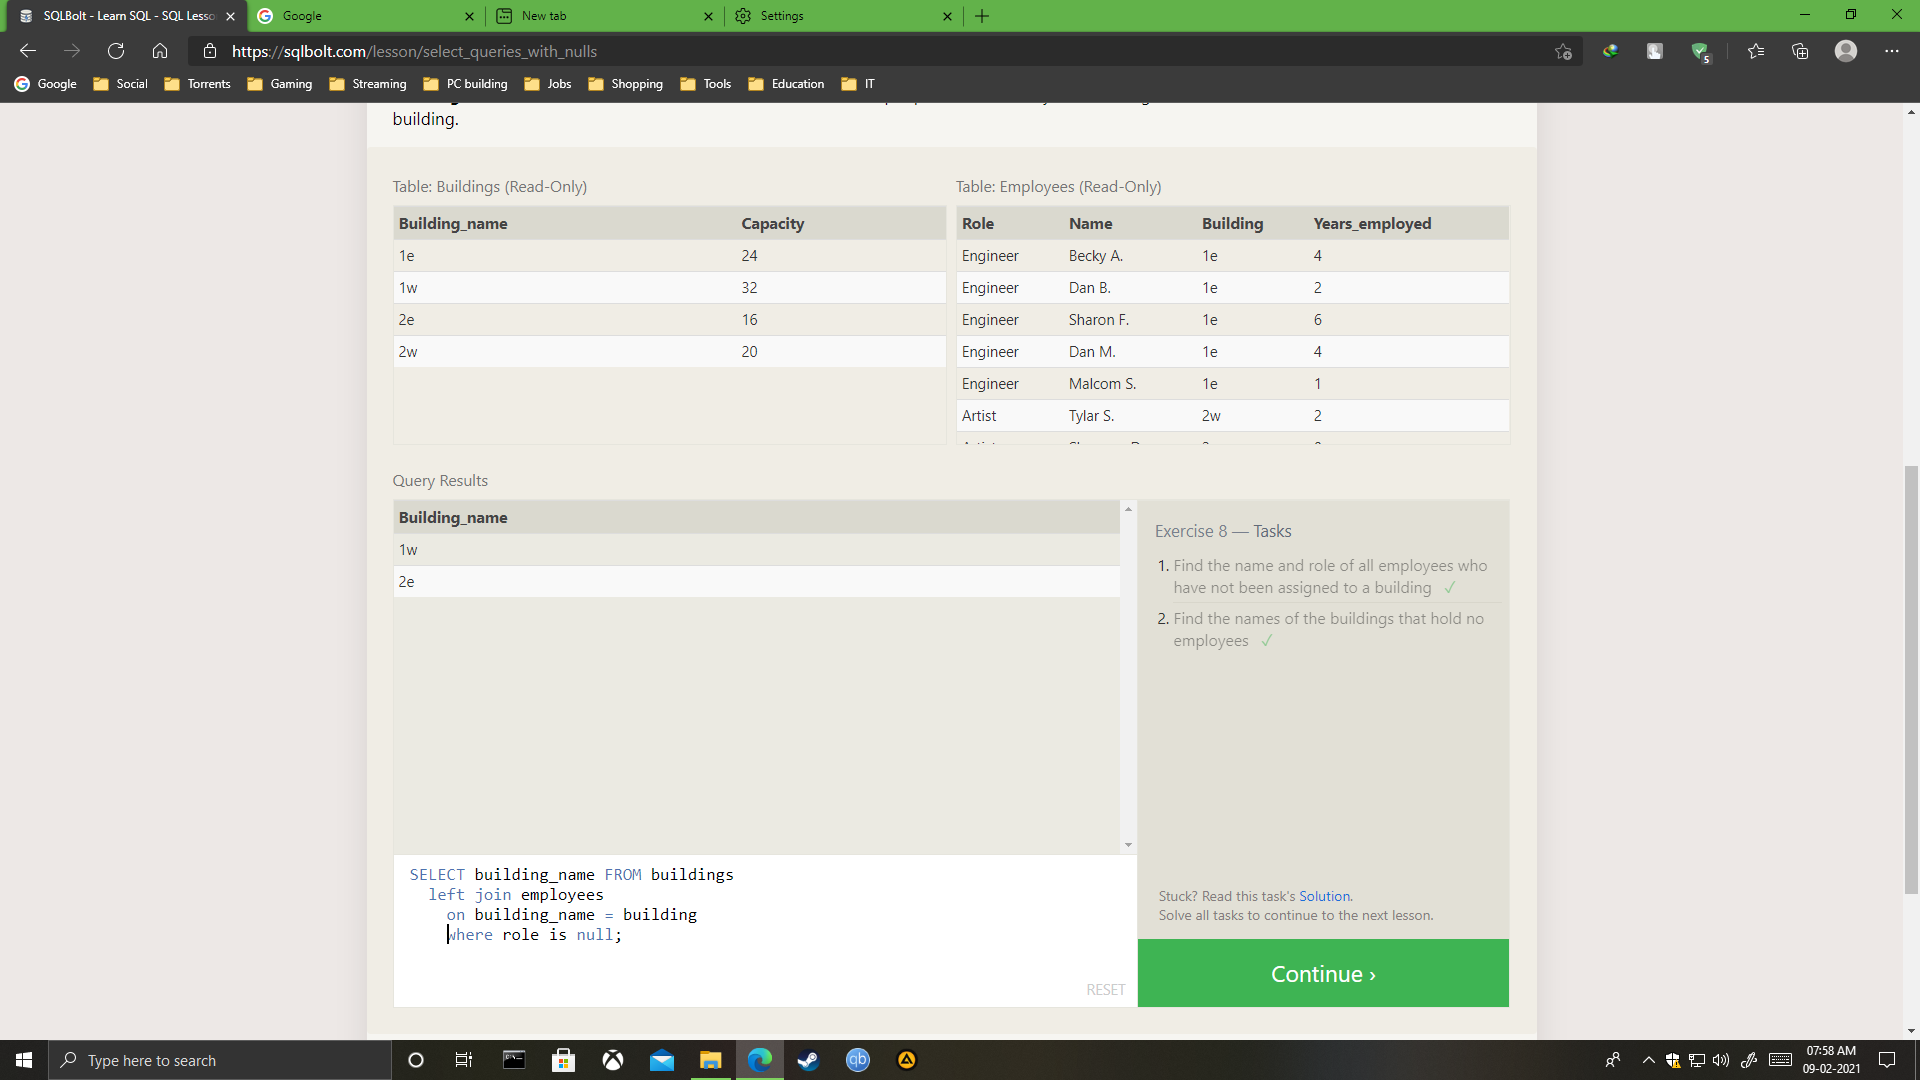 SQLBolt - Learn SQL - SQL Lesso
Google
New tab
Settings
https://sqlbolt.com/lesson/select_queries_with_nulls
5
Google Social Torrents Gaming Streaming PC building Jobs Shopping Tools Education IT
building.
Table: Buildings (Read-Only)
Building_name Capacity
1e 24
1w 32
2e 16
2w 20
Table: Employees (Read-Only)
Role Name Building Years_employed
Engineer Becky A. 1e 4
Engineer Dan B. 1e 2
Engineer Sharon F. 1e 6
Engineer Dan M. 1e 4
Engineer Malcom S. 1e 1
Artist Tylar S. 2w 2
Query Results
Building_name
1w
2e
Exercise 8 — Tasks
1. Find the name and role of all employees who
have not been assigned to a building ✓
2. Find the names of the buildings that hold no
employees ✓
Stuck? Read this task's Solution.
Solve all tasks to continue to the next lesson.
Continue ›
SELECT building_name FROM buildings
left join employees
on building_name = building
where role is null;
RESET
Type here to search
qb
07:58 AM
09-02-2021